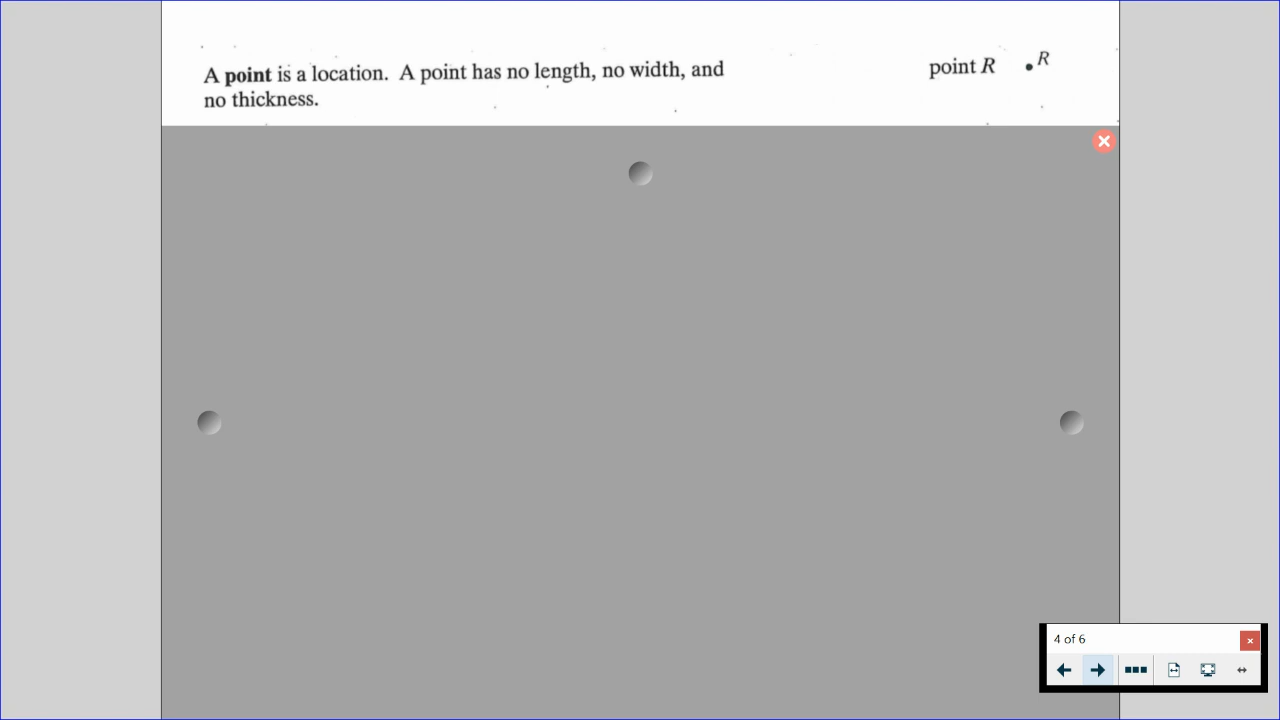 A point is a location. A point has no length, no width, and
no thickness.
point R
R
4 of 6